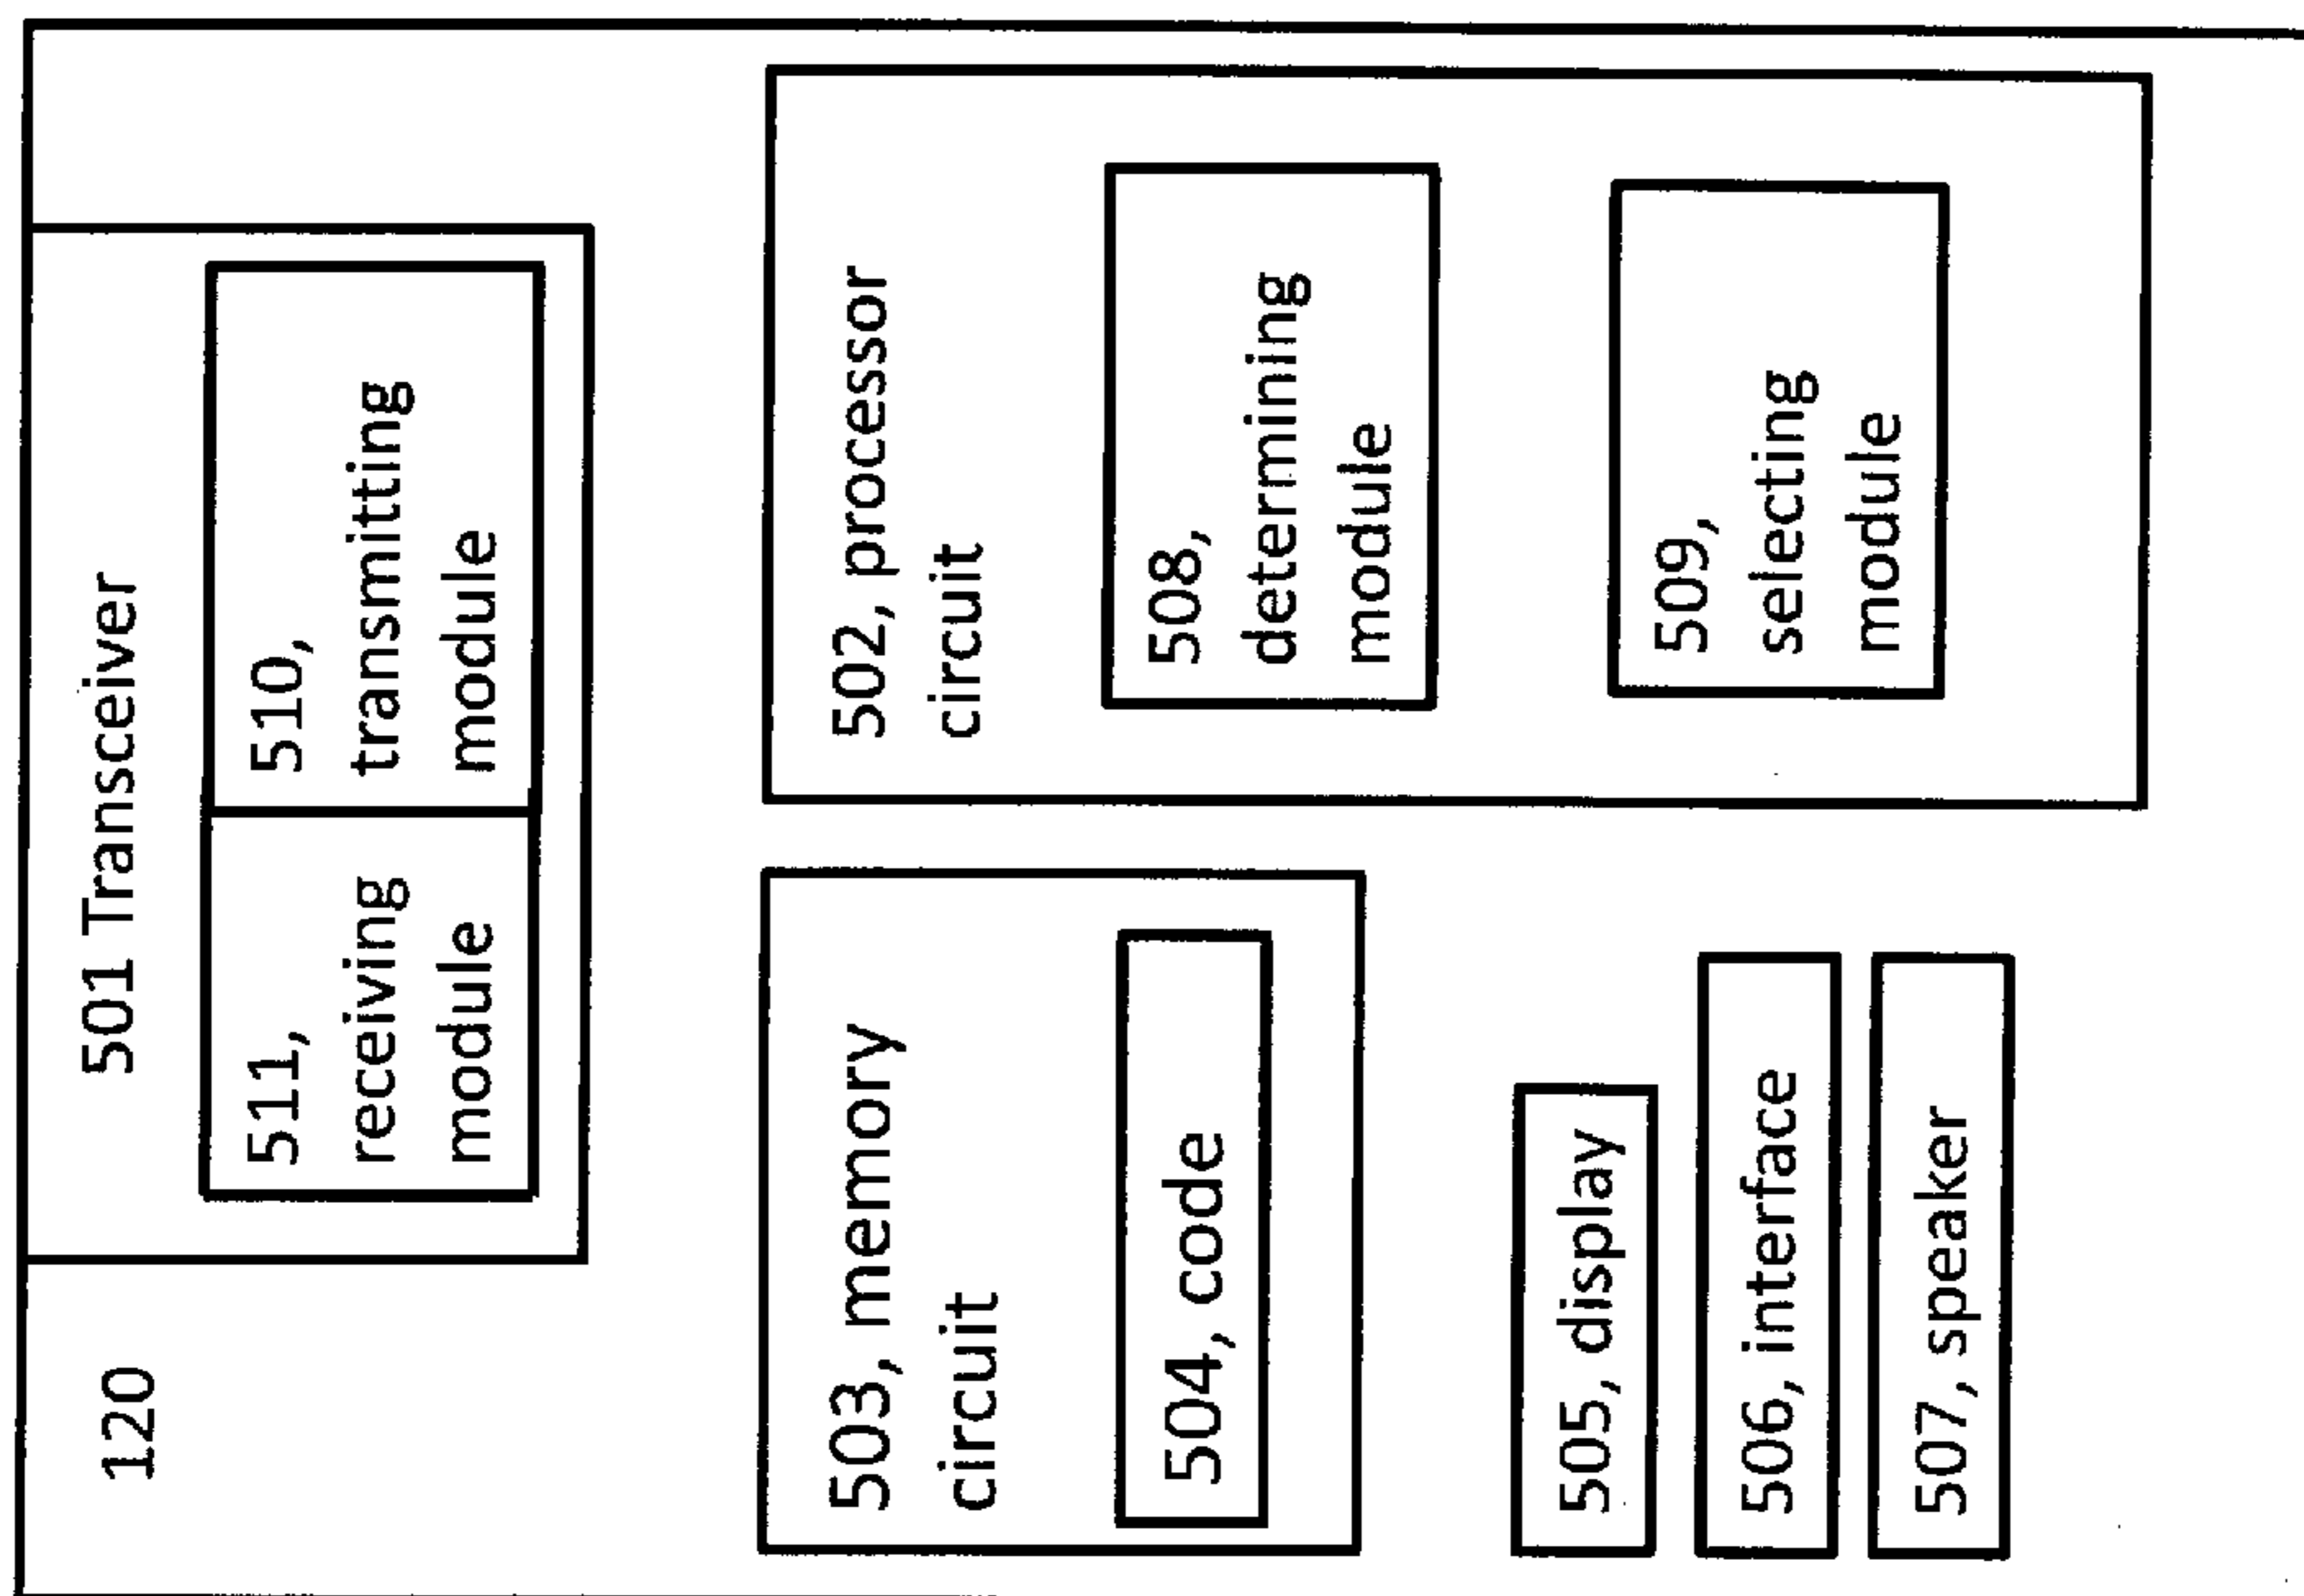 120
501 Transceiver
511,
receiving
module
510,
transmitting
module
503, memory
circuit
504, code
502, processor
circuit
508,
determining
module
509,
selecting
module
505, display
506, interface
507, speaker